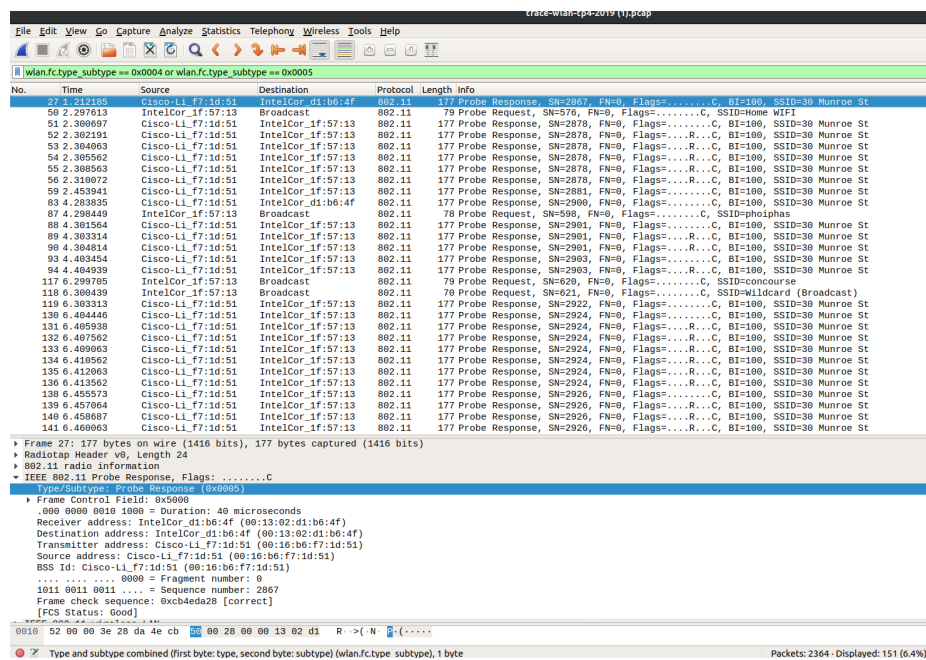 trace-wlan-tp4-2019 (1).pcap
File Edit View Go Capture Analyze Statistics Telephony Wireless Tools Help
wlan.fc.type_subtype == 0x0004 or wlan.fc.type_subtype == 0x0005
No. Time Source Destination Protocol Length Info
27 1.212185 Cisco-Li_f7:1d:51 IntelCor_d1:b6:4f 802.11 177 Probe Response, SN=2867, FN=0, Flags=........C, BI=100, SSID=30 Munroe St
50 2.297613 IntelCor_1f:57:13 Broadcast 802.11 79 Probe Request, SN=576, FN=0, Flags=........C, SSID=Home WIFI
51 2.300697 Cisco-Li_f7:1d:51 IntelCor_1f:57:13 802.11 177 Probe Response, SN=2878, FN=0, Flags=........C, BI=100, SSID=30 Munroe St
52 2.302191 Cisco-Li_f7:1d:51 IntelCor_1f:57:13 802.11 177 Probe Response, SN=2878, FN=0, Flags=....R...C, BI=100, SSID=30 Munroe St
53 2.304063 Cisco-Li_f7:1d:51 IntelCor_1f:57:13 802.11 177 Probe Response, SN=2878, FN=0, Flags=....R...C, BI=100, SSID=30 Munroe St
54 2.305562 Cisco-Li_f7:1d:51 IntelCor_1f:57:13 802.11 177 Probe Response, SN=2878, FN=0, Flags=....R...C, BI=100, SSID=30 Munroe St
55 2.308563 Cisco-Li_f7:1d:51 IntelCor_1f:57:13 802.11 177 Probe Response, SN=2878, FN=0, Flags=....R...C, BI=100, SSID=30 Munroe St
56 2.310072 Cisco-Li_f7:1d:51 IntelCor_1f:57:13 802.11 177 Probe Response, SN=2878, FN=0, Flags=....R...C, BI=100, SSID=30 Munroe St
59 2.453941 Cisco-Li_f7:1d:51 IntelCor_1f:57:13 802.11 177 Probe Response, SN=2881, FN=0, Flags=........C, BI=100, SSID=30 Munroe St
83 4.283835 Cisco-Li_f7:1d:51 IntelCor_d1:b6:4f 802.11 177 Probe Response, SN=2900, FN=0, Flags=........C, BI=100, SSID=30 Munroe St
87 4.298449 IntelCor_1f:57:13 Broadcast 802.11 78 Probe Request, SN=598, FN=0, Flags=........C, SSID=phoiphas
88 4.301564 Cisco-Li_f7:1d:51 IntelCor_1f:57:13 802.11 177 Probe Response, SN=2901, FN=0, Flags=........C, BI=100, SSID=30 Munroe St
89 4.303314 Cisco-Li_f7:1d:51 IntelCor_1f:57:13 802.11 177 Probe Response, SN=2901, FN=0, Flags=....R...C, BI=100, SSID=30 Munroe St
90 4.304814 Cisco-Li_f7:1d:51 IntelCor_1f:57:13 802.11 177 Probe Response, SN=2901, FN=0, Flags=....R...C, BI=100, SSID=30 Munroe St
93 4.403454 Cisco-Li_f7:1d:51 IntelCor_1f:57:13 802.11 177 Probe Response, SN=2903, FN=0, Flags=........C, BI=100, SSID=30 Munroe St
94 4.404939 Cisco-Li_f7:1d:51 IntelCor_1f:57:13 802.11 177 Probe Response, SN=2903, FN=0, Flags=....R...C, BI=100, SSID=30 Munroe St
117 6.299705 IntelCor_1f:57:13 Broadcast 802.11 79 Probe Request, SN=620, FN=0, Flags=........C, SSID=concourse
118 6.300439 IntelCor_1f:57:13 Broadcast 802.11 70 Probe Request, SN=621, FN=0, Flags=........C, SSID=Wildcard (Broadcast)
119 6.303313 Cisco-Li_f7:1d:51 IntelCor_1f:57:13 802.11 177 Probe Response, SN=2922, FN=0, Flags=........C, BI=100, SSID=30 Munroe St
130 6.404446 Cisco-Li_f7:1d:51 IntelCor_1f:57:13 802.11 177 Probe Response, SN=2924, FN=0, Flags=........C, BI=100, SSID=30 Munroe St
131 6.405938 Cisco-Li_f7:1d:51 IntelCor_1f:57:13 802.11 177 Probe Response, SN=2924, FN=0, Flags=....R...C, BI=100, SSID=30 Munroe St
132 6.407562 Cisco-Li_f7:1d:51 IntelCor_1f:57:13 802.11 177 Probe Response, SN=2924, FN=0, Flags=....R...C, BI=100, SSID=30 Munroe St
133 6.409063 Cisco-Li_f7:1d:51 IntelCor_1f:57:13 802.11 177 Probe Response, SN=2924, FN=0, Flags=....R...C, BI=100, SSID=30 Munroe St
134 6.410562 Cisco-Li_f7:1d:51 IntelCor_1f:57:13 802.11 177 Probe Response, SN=2924, FN=0, Flags=....R...C, BI=100, SSID=30 Munroe St
135 6.412063 Cisco-Li_f7:1d:51 IntelCor_1f:57:13 802.11 177 Probe Response, SN=2924, FN=0, Flags=....R...C, BI=100, SSID=30 Munroe St
136 6.413562 Cisco-Li_f7:1d:51 IntelCor_1f:57:13 802.11 177 Probe Response, SN=2924, FN=0, Flags=....R...C, BI=100, SSID=30 Munroe St
138 6.455573 Cisco-Li_f7:1d:51 IntelCor_1f:57:13 802.11 177 Probe Response, SN=2926, FN=0, Flags=........C, BI=100, SSID=30 Munroe St
139 6.457064 Cisco-Li_f7:1d:51 IntelCor_1f:57:13 802.11 177 Probe Response, SN=2926, FN=0, Flags=....R...C, BI=100, SSID=30 Munroe St
140 6.458687 Cisco-Li_f7:1d:51 IntelCor_1f:57:13 802.11 177 Probe Response, SN=2926, FN=0, Flags=....R...C, BI=100, SSID=30 Munroe St
141 6.460063 Cisco-Li_f7:1d:51 IntelCor_1f:57:13 802.11 177 Probe Response, SN=2926, FN=0, Flags=....R...C, BI=100, SSID=30 Munroe St
Frame 27: 177 bytes on wire (1416 bits), 177 bytes captured (1416 bits)
Radiotap Header v0, Length 24
802.11 radio information
IEEE 802.11 Probe Response, Flags: ........C
Type/Subtype: Probe Response (0x0005)
Frame Control Field: 0x5000
.000 0000 0010 1000 = Duration: 40 microseconds
Receiver address: IntelCor_d1:b6:4f (00:13:02:d1:b6:4f)
Destination address: IntelCor_d1:b6:4f (00:13:02:d1:b6:4f)
Transmitter address: Cisco-Li_f7:1d:51 (00:16:b6:f7:1d:51)
Source address: Cisco-Li_f7:1d:51 (00:16:b6:f7:1d:51)
BSS Id: Cisco-Li_f7:1d:51 (00:16:b6:f7:1d:51)
.... .... .... 0000 = Fragment number: 0
1011 0011 0011 .... = Sequence number: 2867
Frame check sequence: 0xcb4eda28 [correct]
[FCS Status: Good]
IEEE 802.11 wireless LAN
0010 52 00 00 3e 28 da 4e cb 50 00 28 00 00 13 02 d1 R··>(·N· P·(·····
Type and subtype combined (first byte: type, second byte: subtype) (wlan.fc.type_subtype), 1 byte Packets: 2364 · Displayed: 151 (6.4%)